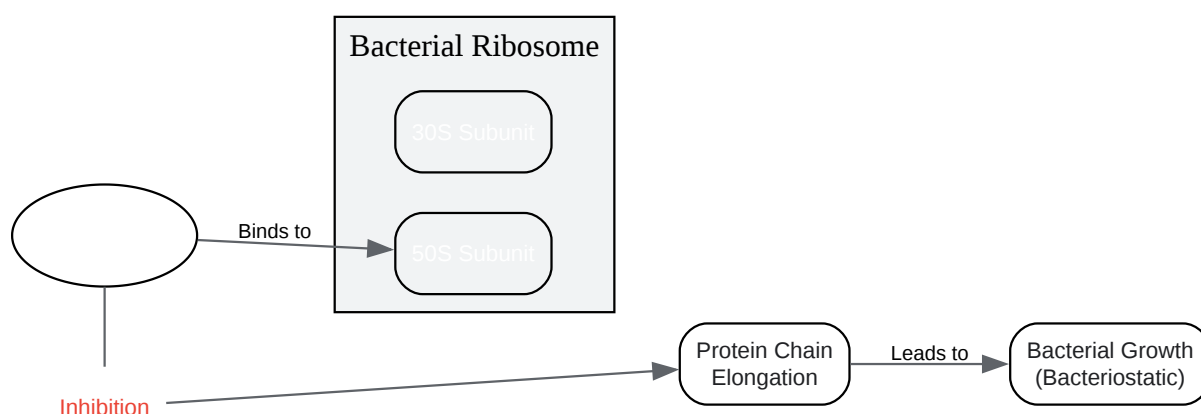 Bacterial Ribosome
30S Subunit
Binds to
50S Subunit
Protein Chain
Elongation
Leads to
Bacterial Growth
(Bacteriostatic)
Inhibition